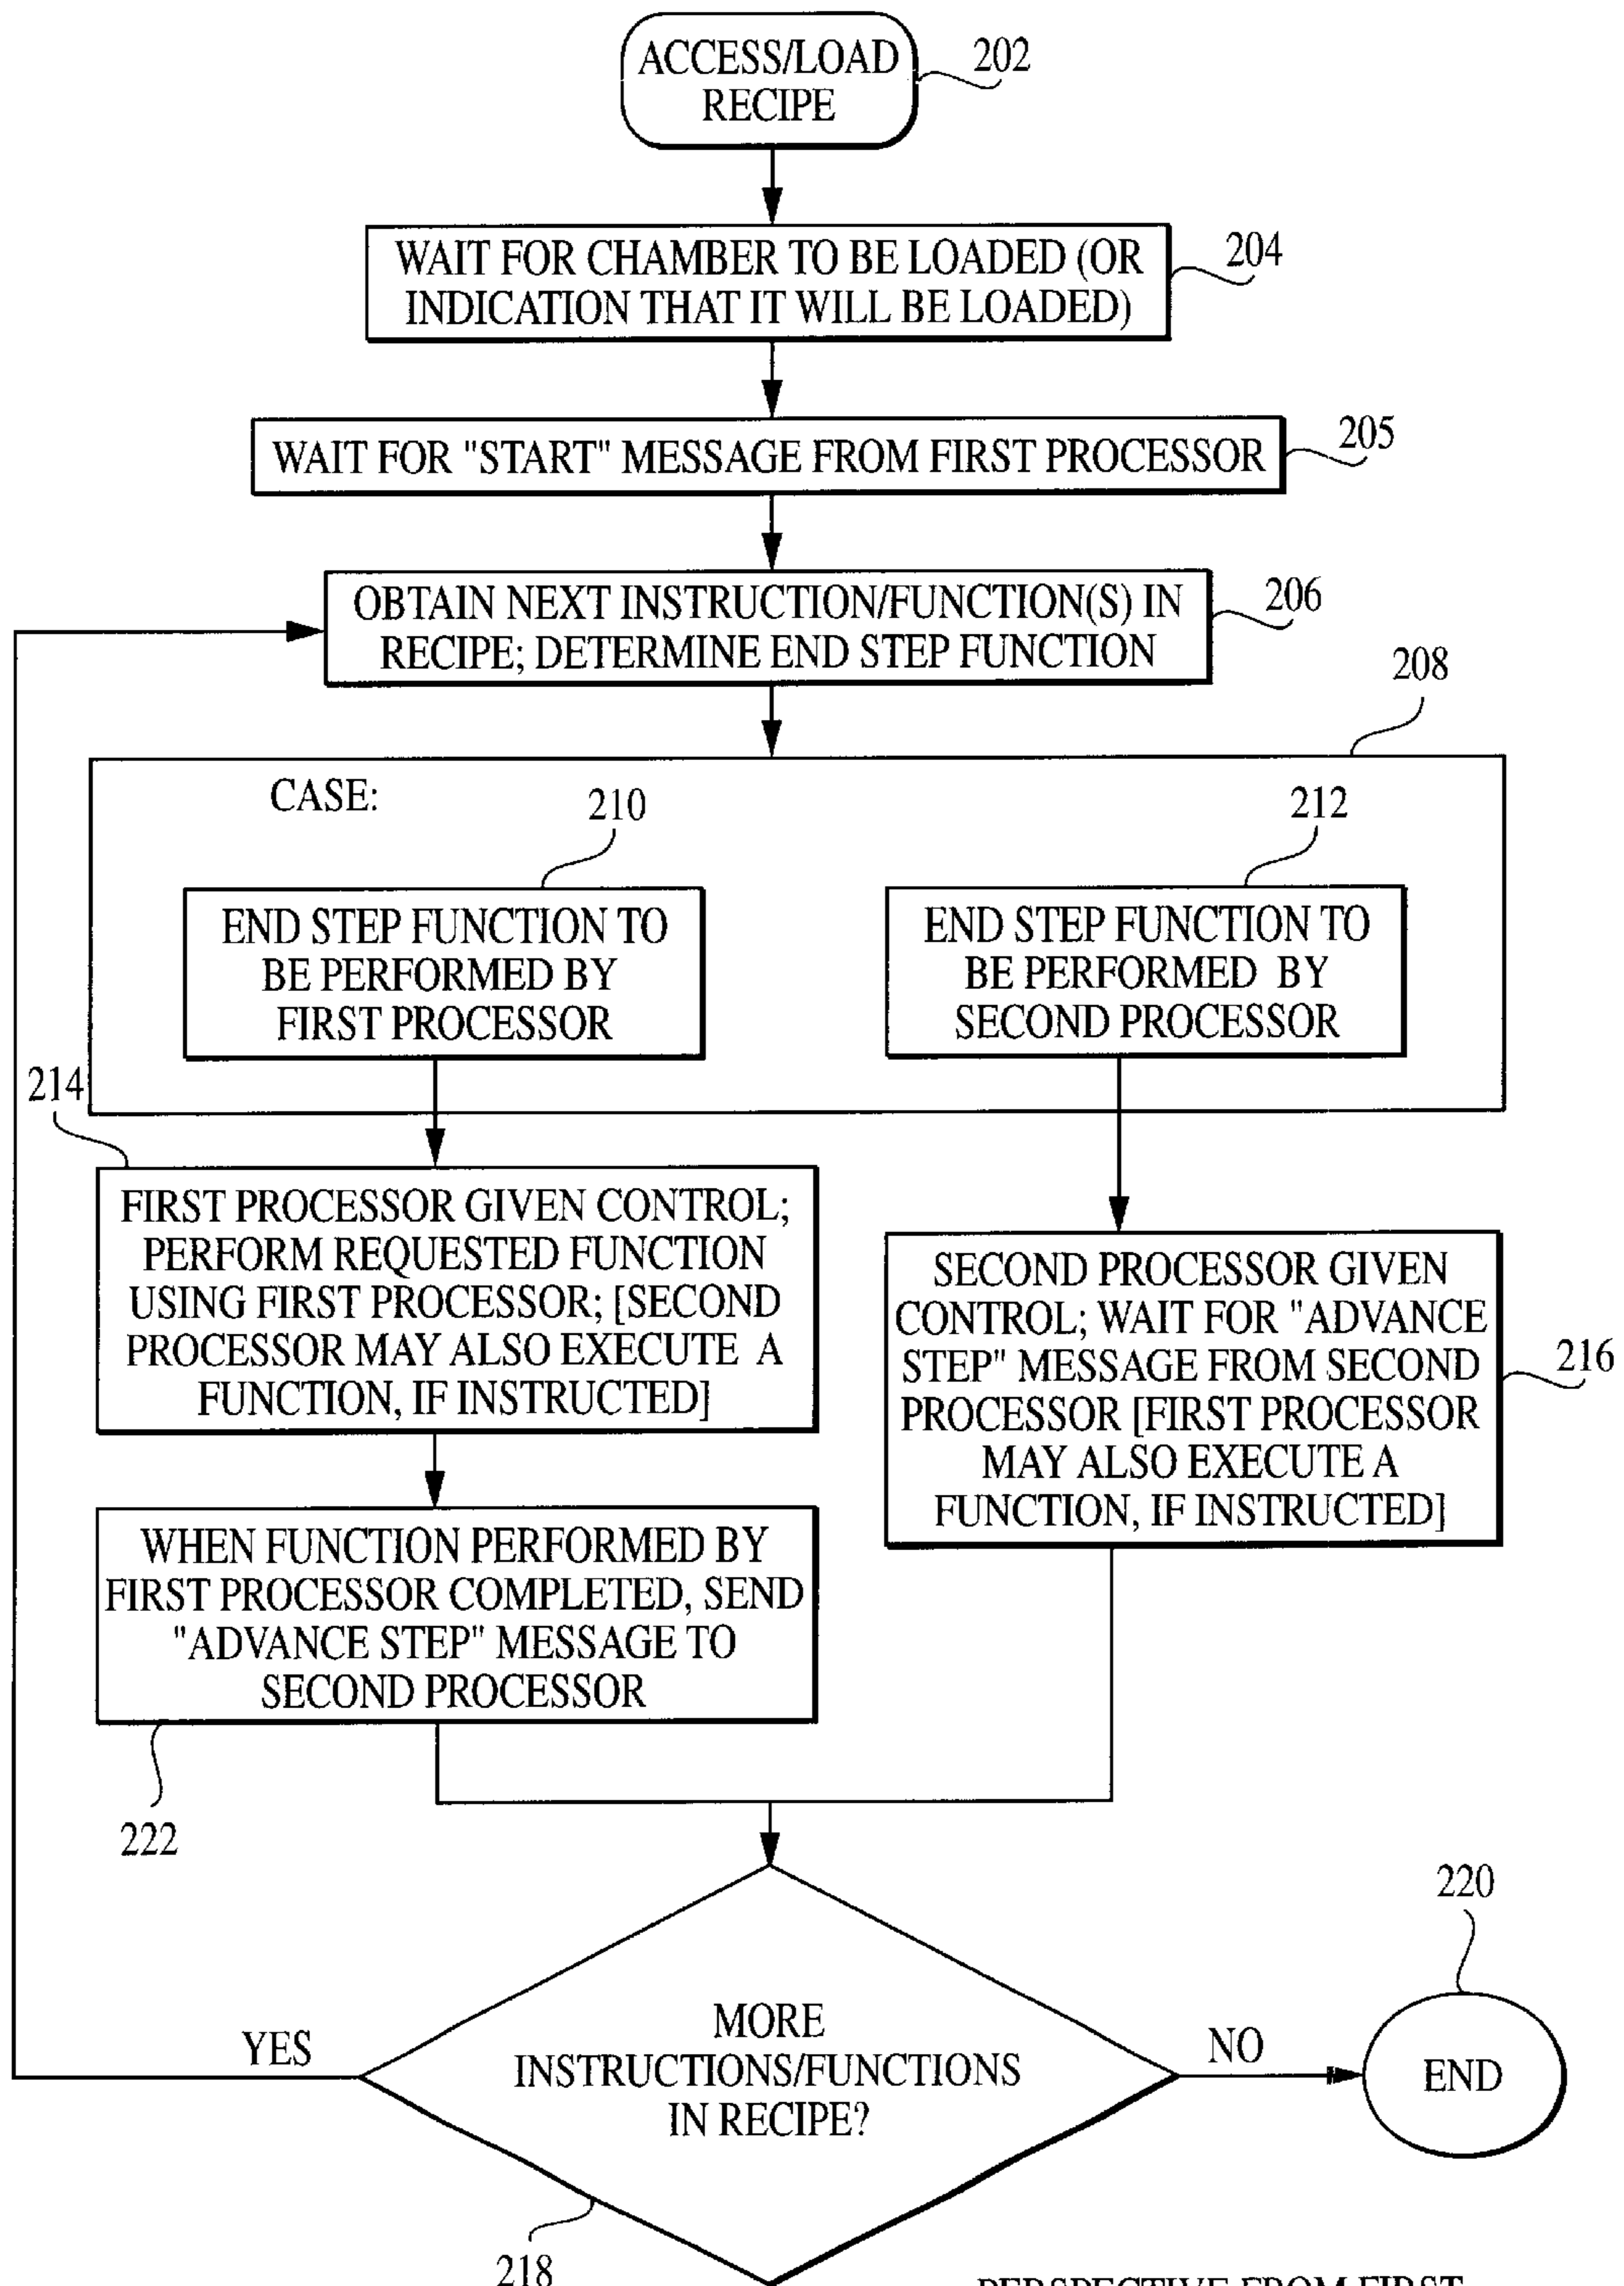 ACCESS/LOAD
RECIPE
202
WAIT FOR CHAMBER TO BE LOADED (OR
INDICATION THAT IT WILL BE LOADED)
204
WAIT FOR "START" MESSAGE FROM FIRST PROCESSOR
205
OBTAIN NEXT INSTRUCTION/FUNCTION(S) IN
RECIPE; DETERMINE END STEP FUNCTION
206
208
CASE:
210
212
END STEP FUNCTION TO
BE PERFORMED BY
FIRST PROCESSOR
END STEP FUNCTION TO
BE PERFORMED BY
SECOND PROCESSOR
214
FIRST PROCESSOR GIVEN CONTROL;
PERFORM REQUESTED FUNCTION
USING FIRST PROCESSOR; [SECOND
PROCESSOR MAY ALSO EXECUTE A
FUNCTION, IF INSTRUCTED]
SECOND PROCESSOR GIVEN
CONTROL; WAIT FOR "ADVANCE
STEP" MESSAGE FROM SECOND
PROCESSOR [FIRST PROCESSOR
MAY ALSO EXECUTE A
FUNCTION, IF INSTRUCTED]
216
WHEN FUNCTION PERFORMED BY
FIRST PROCESSOR COMPLETED, SEND
"ADVANCE STEP" MESSAGE TO
SECOND PROCESSOR
222
220
YES
MORE
INSTRUCTIONS/FUNCTIONS
IN RECIPE?
NO
END
218
PERSPECTIVE FROM FIRST